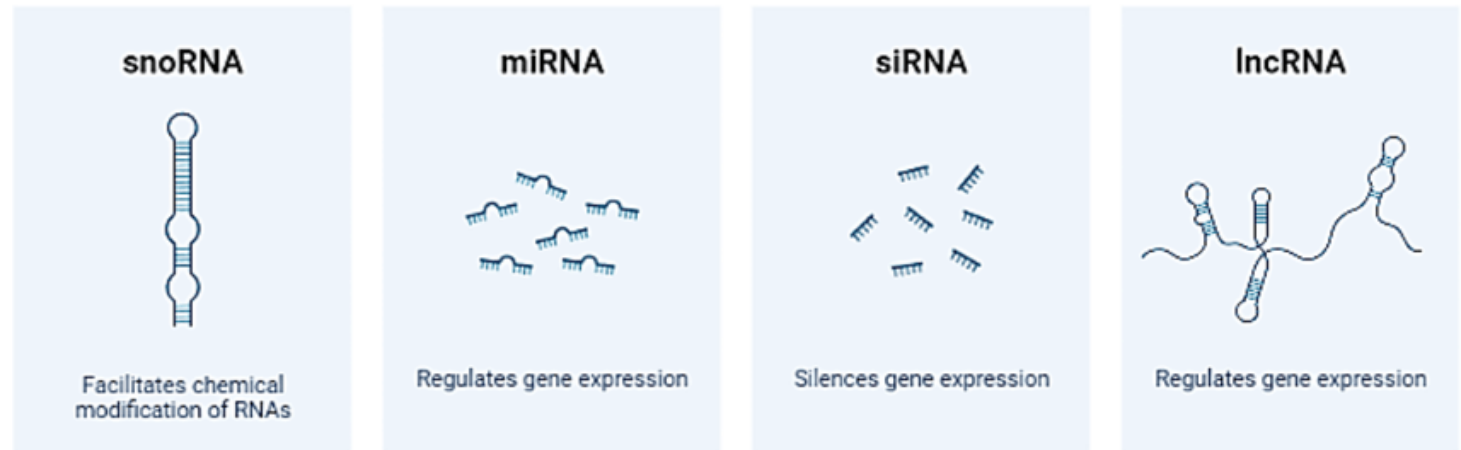 snoRNA
Facilitates chemical
modification of RNAs
miRNA
Regulates gene expression
siRNA
Silences gene expression
lncRNA
Regulates gene expression